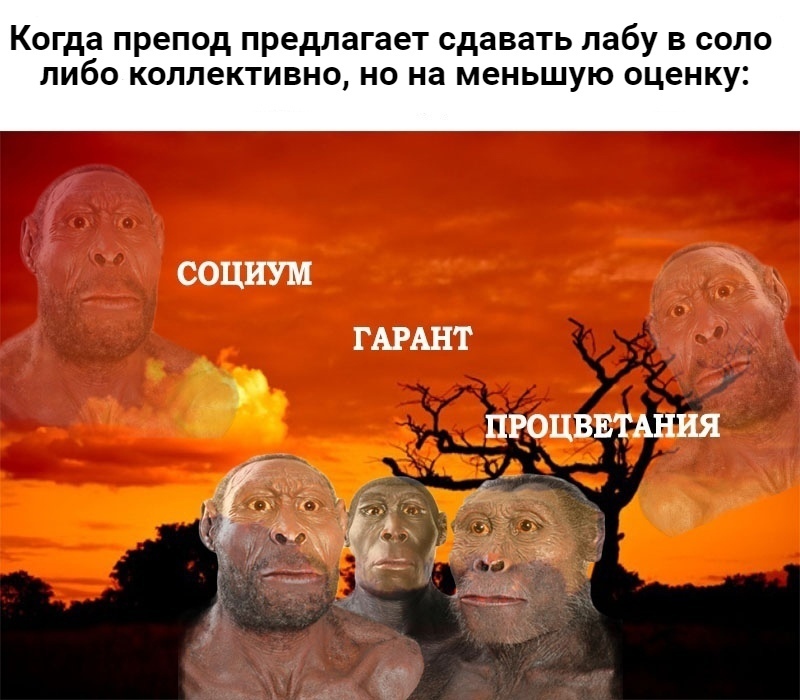 Когда препод предлагает сдавать лабу в соло
либо коллективно, но на меньшую оценку:
СОЦИУМ
ГАРАНТ
ПРОЦВЕТАНИЯ